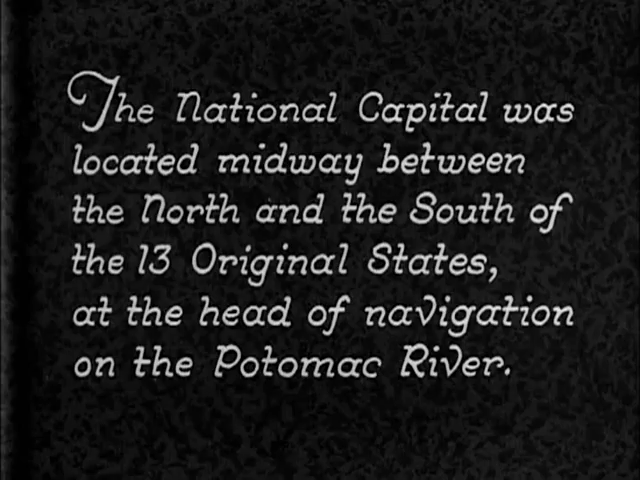 The National Capital was
located midway between
the North and the South of
the 13 Original States,
at the head of navigation
on the Potomac River.